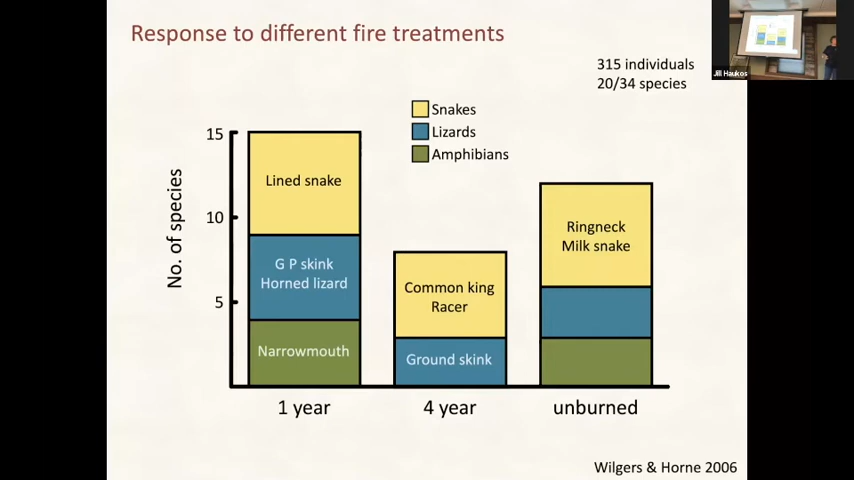 Response to different fire treatments
315 individuals
20/34 species
Jill Haukos
Snakes
Lizards
Amphibians
No. of species
15
10
5
Lined snake
G P skink
Horned lizard
Narrowmouth
Common king
Racer
Ground skink
Ringneck
Milk snake
1 year
4 year
unburned
Wilgers & Horne 2006